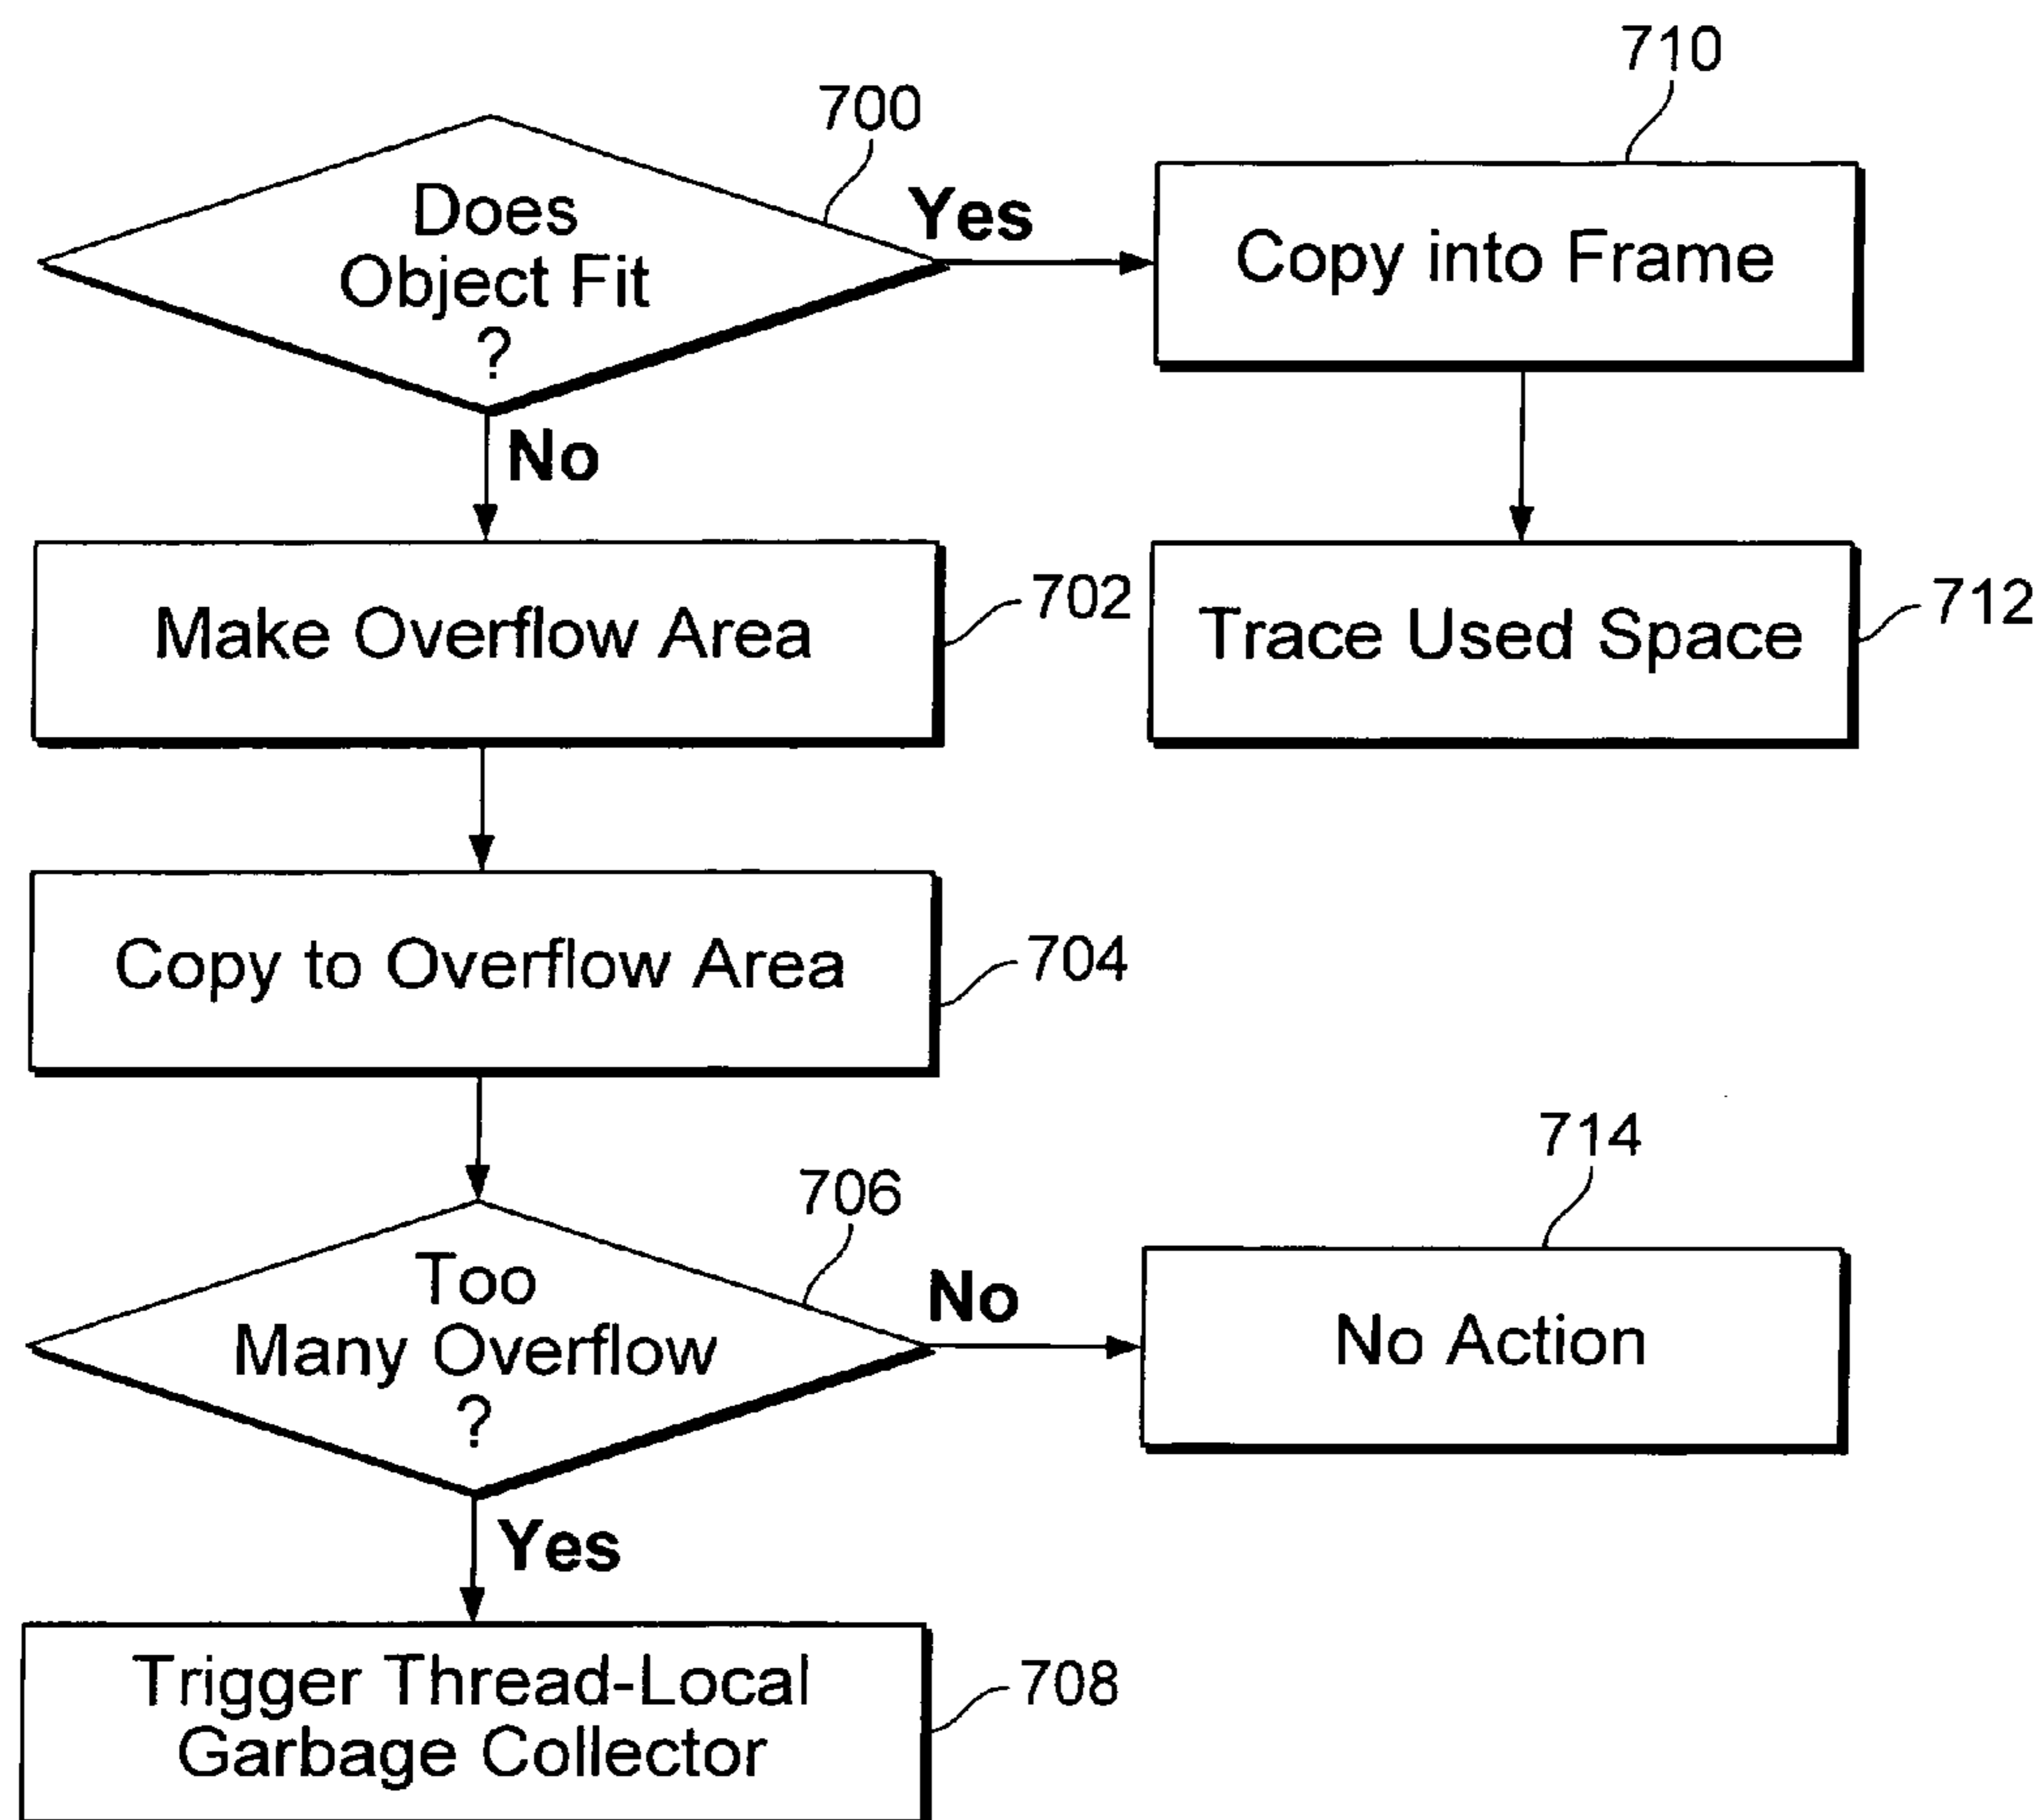 700
Does
Object Fit
?
Yes
710
Copy into Frame
No
Make Overflow Area
702
Trace Used Space
712
Copy to Overflow Area
704
706
Too
Many Overflow
?
No
714
No Action
Yes
Trigger Thread-Local
Garbage Collector
708